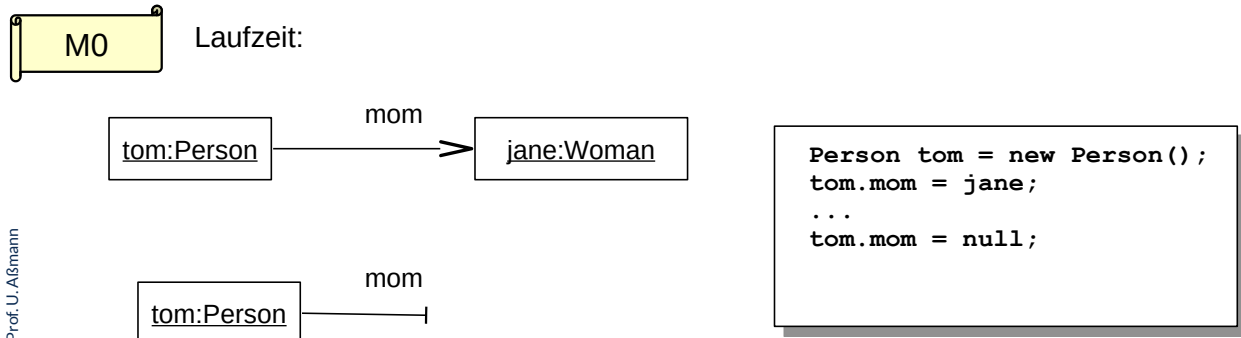 M0
Laufzeit:
mom
tom:Person
jane:Woman
Person tom = new Person();
tom.mom = jane;
...
tom.mom = null;
mom
tom:Person
Prof. U. Aßmann